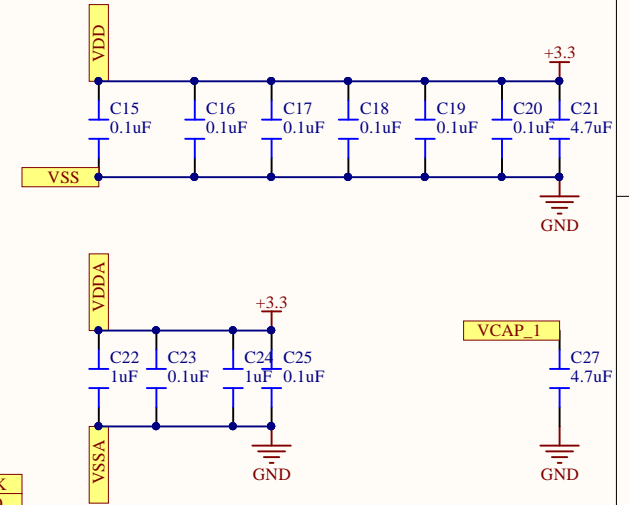 VDD
+3.3
C15
0.1uF
C16
0.1uF
C17
0.1uF
C18
0.1uF
C19
0.1uF
C20
0.1uF
C21
4.7uF
VSS
GND
VDDA
+3.3
VCAP_1
C22
1uF
C23
0.1uF
C24
1uF
C25
0.1uF
C27
4.7uF
VSSA
GND
GND
K